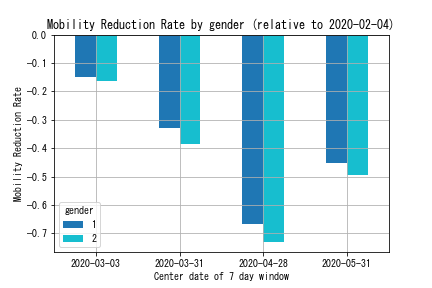 Mobility Reduction Rate by gender (relative to 2020-02-04)
0.0
-0.1
-0.2
-0.3
-0.4
-0.5
-0.6
-0.7
Mobility Reduction Rate
gender
1
2
2020-03-03 2020-03-31 2020-04-28 2020-05-31
Center date of 7 day window